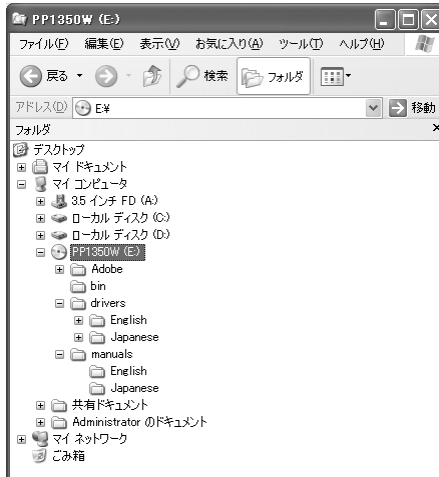 PP1350W (E:)
ファイル(F) 編集(E) 表示(V) お気に入り(A) ツール(T) ヘルプ(H)
戻る 検索 フォルダ
アドレス(D) E:¥ 移動
フォルダ
デスクトップ
マイ ドキュメント
マイ コンピュータ
3.5 インチ FD (A:)
ローカル ディスク (C:)
ローカル ディスク (D:)
PP1350W (E:)
Adobe
bin
drivers
English
Japanese
manuals
English
Japanese
共有ドキュメント
Administrator のドキュメント
マイ ネットワーク
ごみ箱